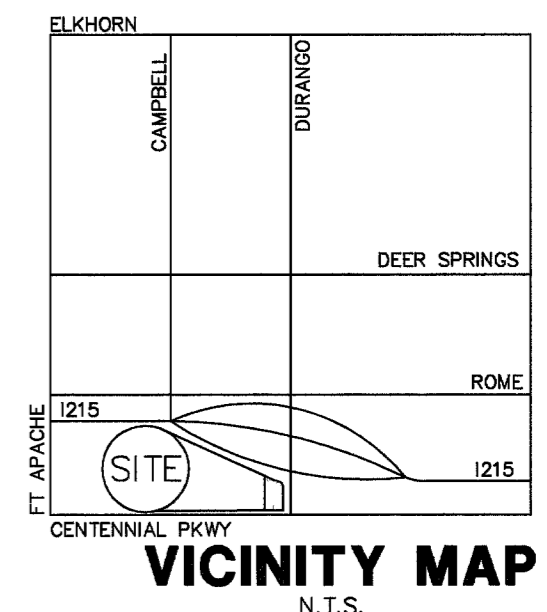 ELKHORN
CAMPBELL
DURANGO
DEER SPRINGS
ROME
I215
FT APACHE
SITE
I215
CENTENNIAL PKWY
VICINITY MAP
N.T.S.